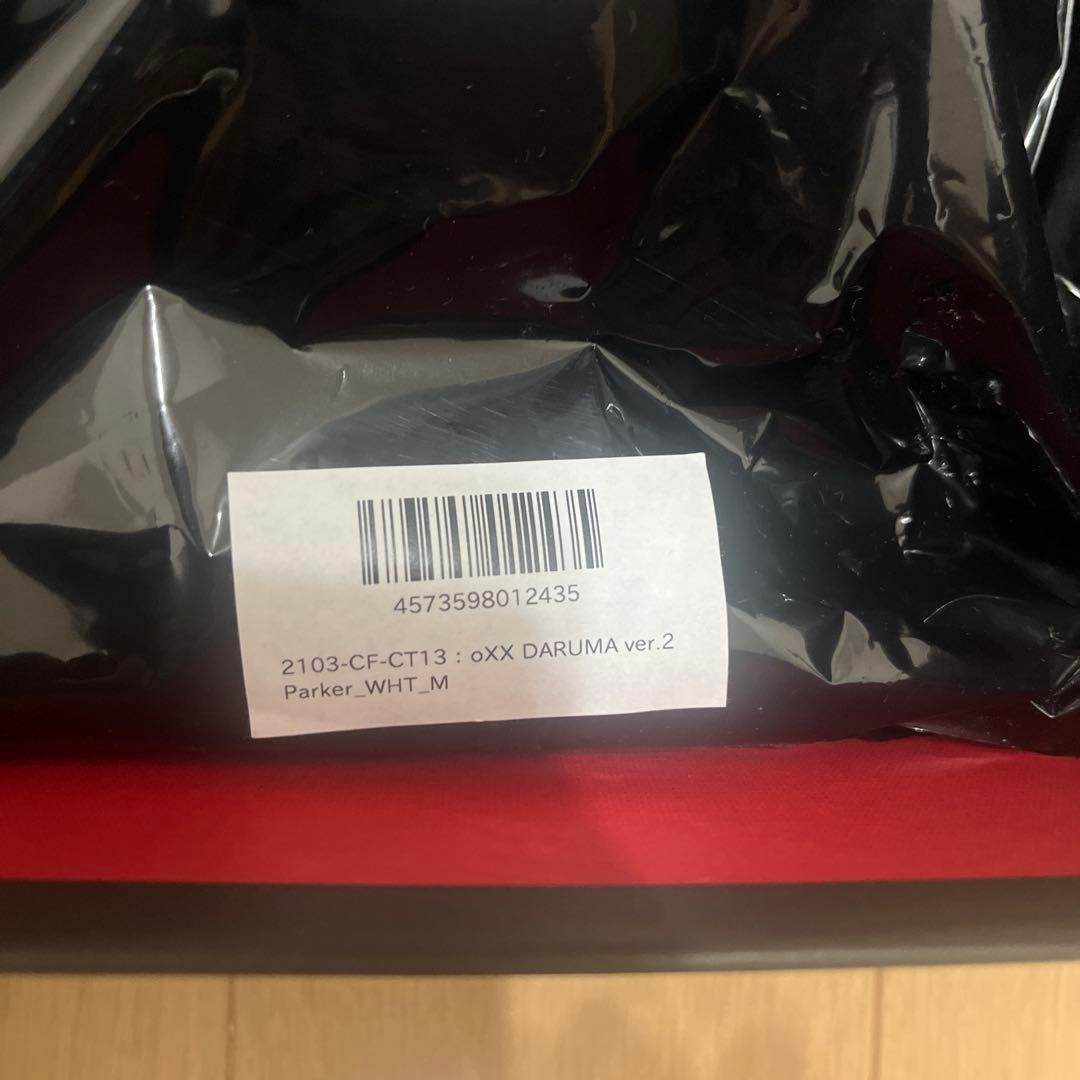 4573598012435
2103-CF-CT13 : oXX DARUMA ver.2
Parker_WHT_M